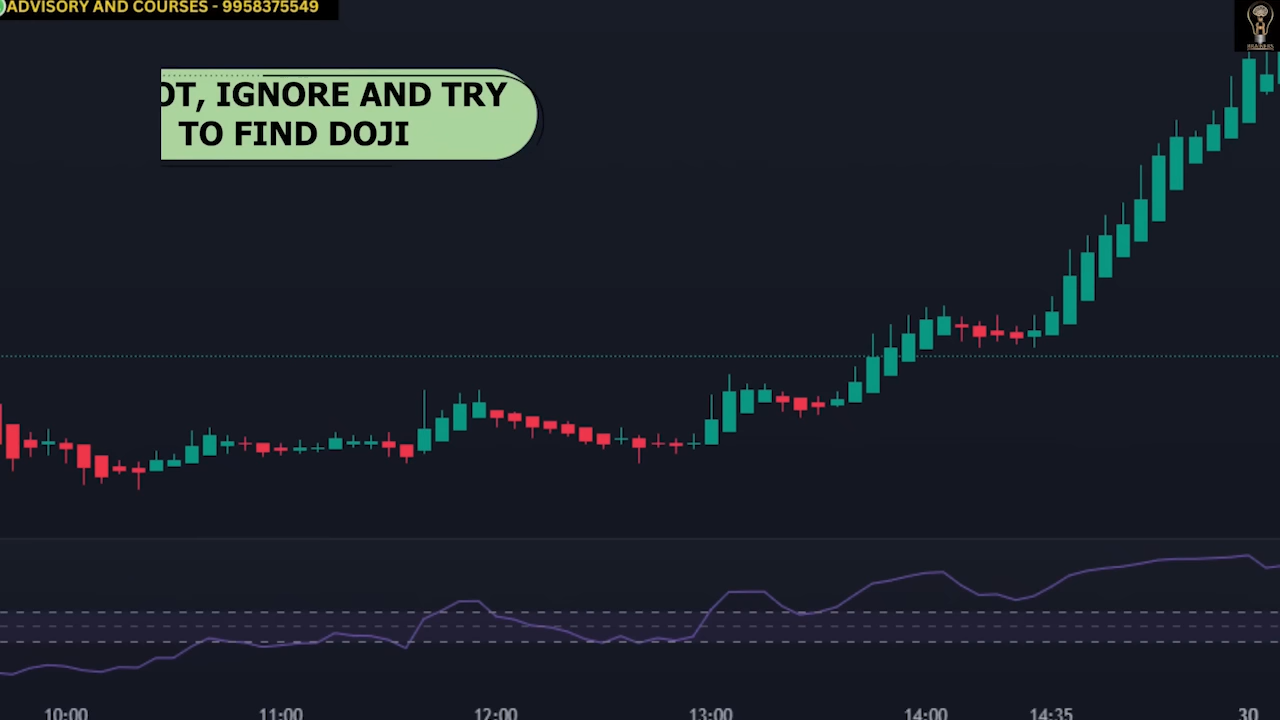 ADVISORY AND COURSES - 9958375549
OT, IGNORE AND TRY
TO FIND DOJI
10:00 11:00 12:00 13:00 14:00 14:35 30